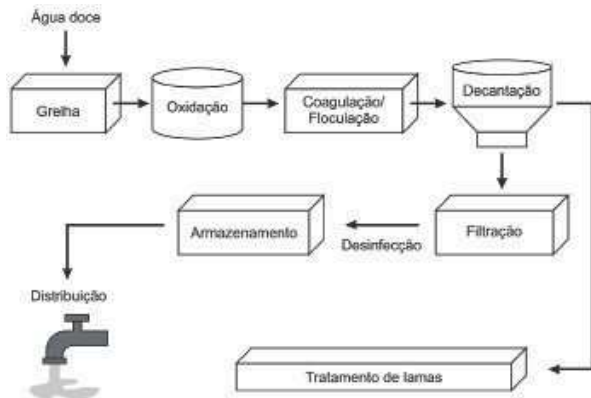 Água doce
Grelha
Oxidação
Coagulação/
Floculação
Decantação
Armazenamento
Desinfecção
Filtração
Distribuição
Tratamento de lamas